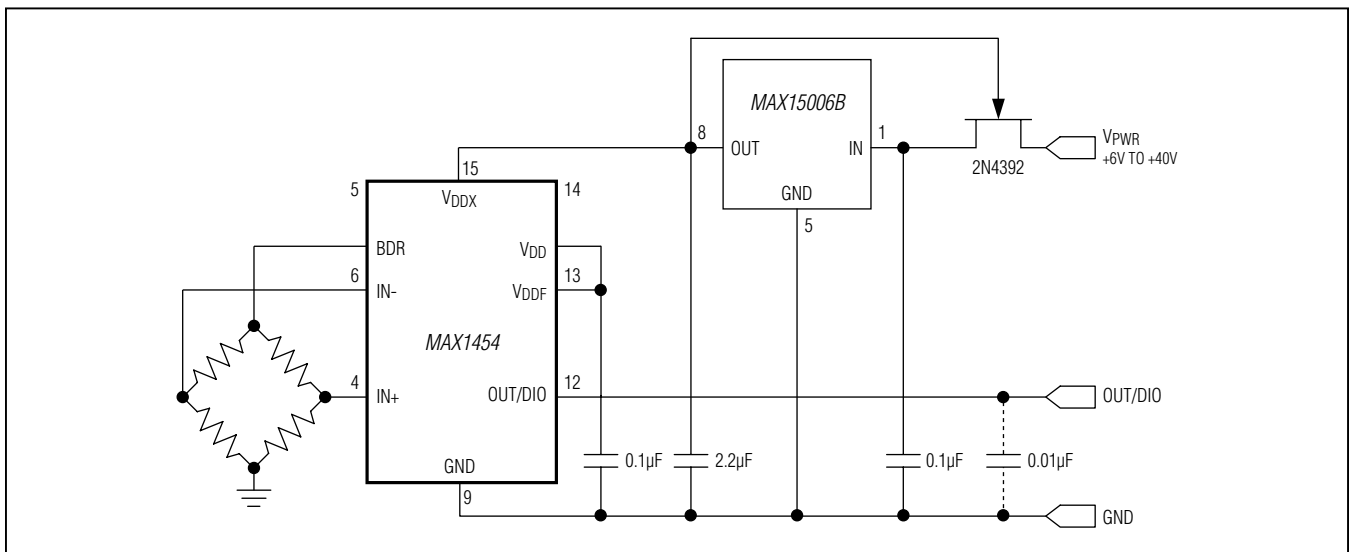 MAX15006B
8
OUT
IN
1
GND
5
2N4392
VPWR
+6V TO +40V
15
5
VDDX
14
BDR
VDD
6
IN-
13
VDDF
MAX1454
4
IN+
OUT/DIO
12
OUT/DIO
GND
9
0.1µF
2.2µF
0.1µF
0.01µF
GND